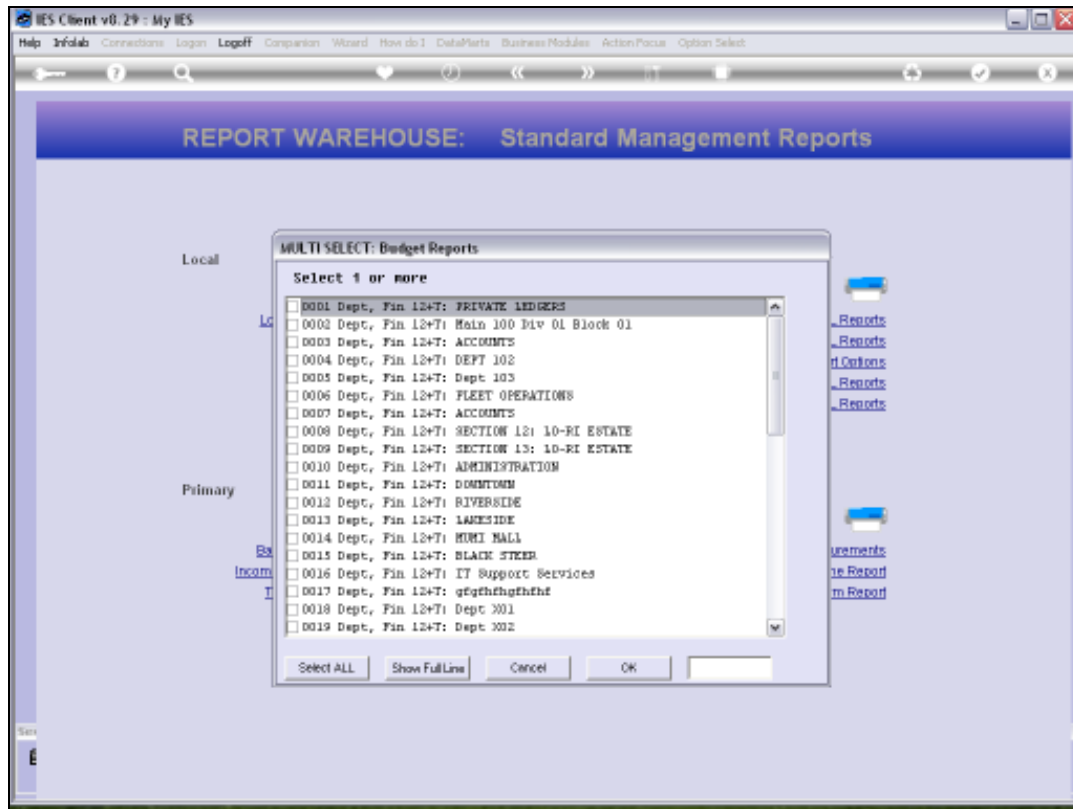 IES Client v8.29 : My IES
Help Infolab Connections Logon Logoff Companion Wizard How do I DataMarts Business Modules Action Focus Option Select
REPORT WAREHOUSE: Standard Management Reports
MULTI SELECT: Budget Reports
Select 1 or more
0001 Dept, Fin 12+T: PRIVATE LEDGERS
0002 Dept, Fin 12+T: Main 100 Div 01 Block 01
0003 Dept, Fin 12+T: ACCOUNTS
0004 Dept, Fin 12+T: DEPT 102
0005 Dept, Fin 12+T: Dept 103
0006 Dept, Fin 12+T: FLEET OPERATIONS
0007 Dept, Fin 12+T: ACCOUNTS
0008 Dept, Fin 12+T: SECTION 12: 10-RI ESTATE
0009 Dept, Fin 12+T: SECTION 13: 10-RI ESTATE
0010 Dept, Fin 12+T: ADMINISTRATION
0011 Dept, Fin 12+T: DOWNTOWN
0012 Dept, Fin 12+T: RIVERSIDE
0013 Dept, Fin 12+T: LAKESIDE
0014 Dept, Fin 12+T: MUMI MALL
0015 Dept, Fin 12+T: BLACK STEER
0016 Dept, Fin 12+T: IT Support Services
0017 Dept, Fin 12+T: gfgfhfhgfhfhf
0018 Dept, Fin 12+T: Dept X01
0019 Dept, Fin 12+T: Dept X02
Select ALL Show Full Line Cancel OK
Local
Lo
Reports
Reports
rt Options
Reports
Reports
Primary
Ba
Incom
T
urements
ne Report
m Report